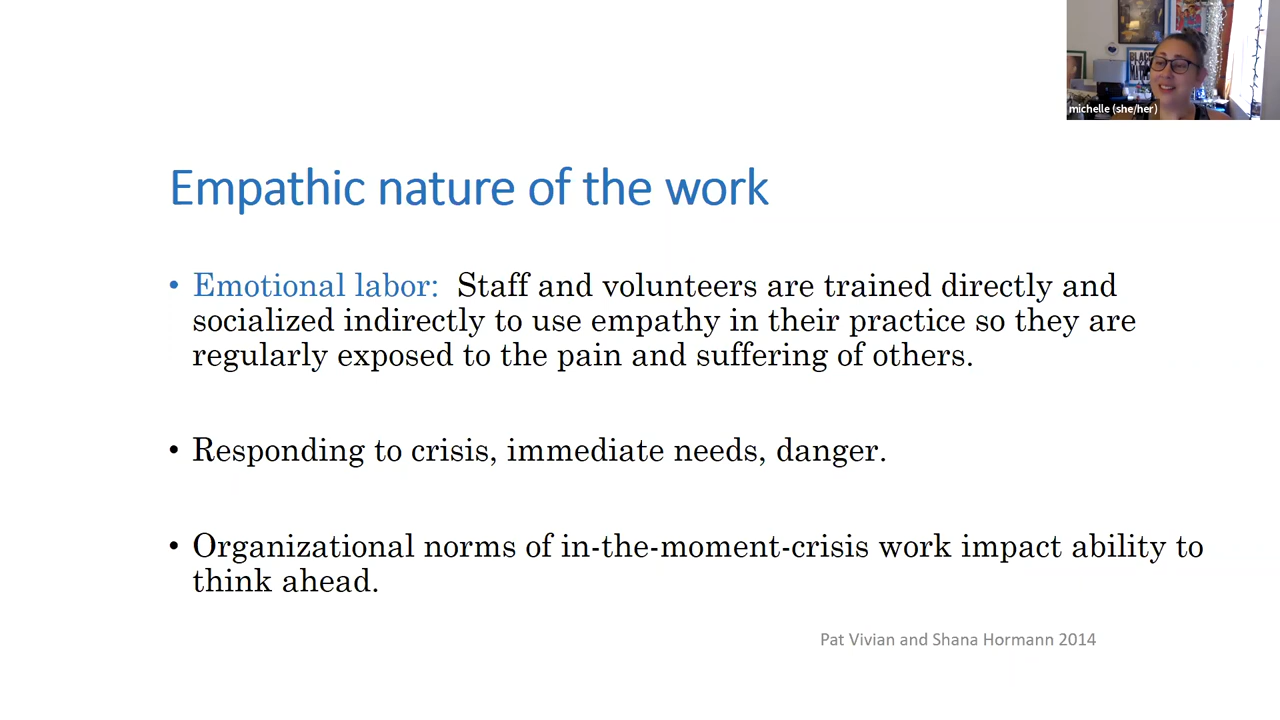 michelle (she/her)
Empathic nature of the work
• Emotional labor: Staff and volunteers are trained directly and
socialized indirectly to use empathy in their practice so they are
regularly exposed to the pain and suffering of others.
• Responding to crisis, immediate needs, danger.
• Organizational norms of in-the-moment-crisis work impact ability to
think ahead.
Pat Vivian and Shana Hormann 2014